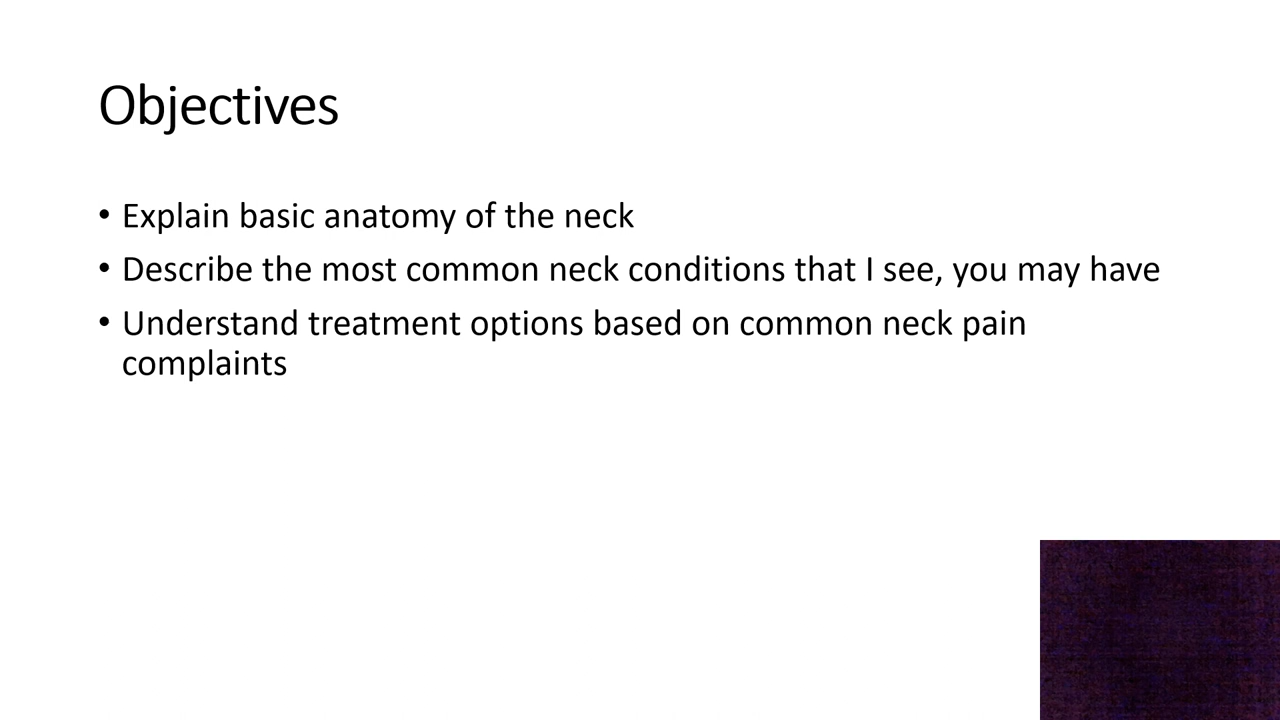 Objectives
• Explain basic anatomy of the neck
• Describe the most common neck conditions that I see, you may have
• Understand treatment options based on common neck pain
complaints